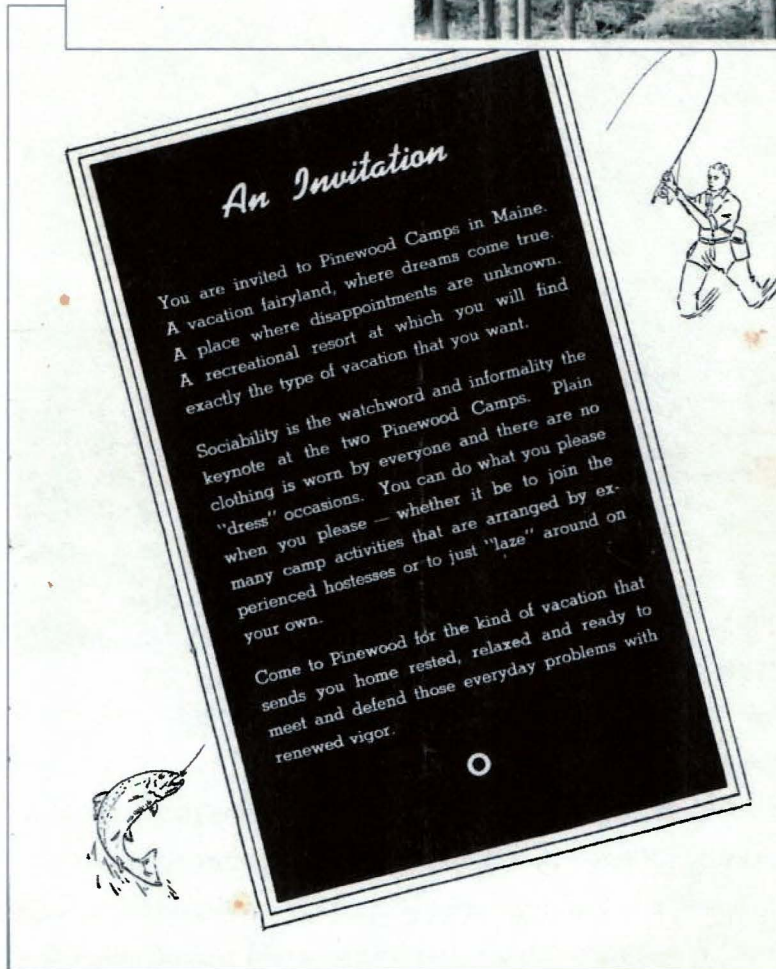 An Invitation
You are invited to Pinewood Camps in Maine.
A vacation fairyland, where dreams come true.
A place where disappointments are unknown.
A recreational resort at which you will find
exactly the type of vacation that you want.
Sociability is the watchword and informality the
keynote at the two Pinewood Camps. Plain
clothing is worn by everyone and there are no
"dress" occasions. You can do what you please
when you please — whether it be to join the
many camp activities that are arranged by ex-
perienced hostesses or to just "laze" around on
your own.
Come to Pinewood for the kind of vacation that
sends you home rested, relaxed and ready to
meet and defend those everyday problems with
renewed vigor.